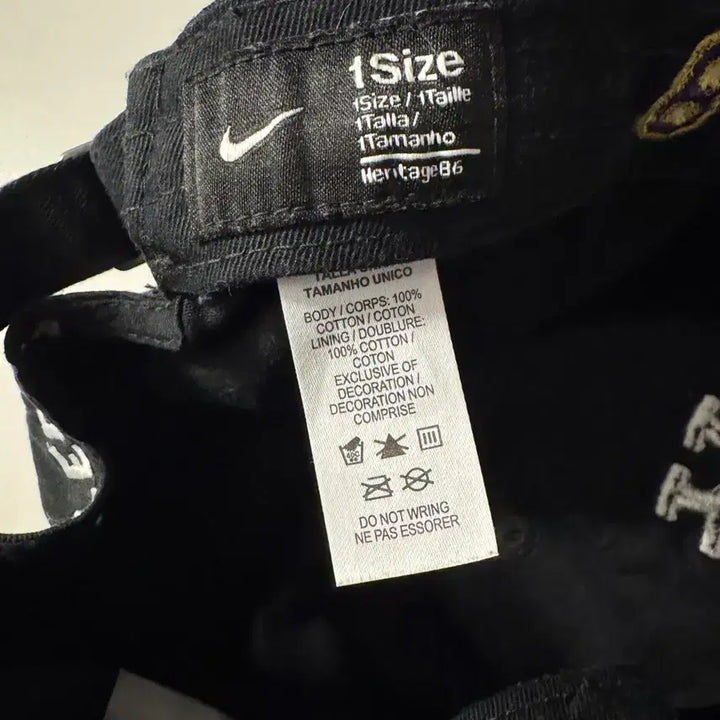 1Size
1Size / 1Taille
1Talla /
1Tamanho
Heritage86
TAMANHO UNICO
BODY / CORPS: 100%
COTTON / COTON
LINING / DOUBLURE:
100% COTTON /
COTON
EXCLUSIVE OF
DECORATION /
DECORATION NON
COMPRISE
40C
DO NOT WRING
NE PAS ESSORER